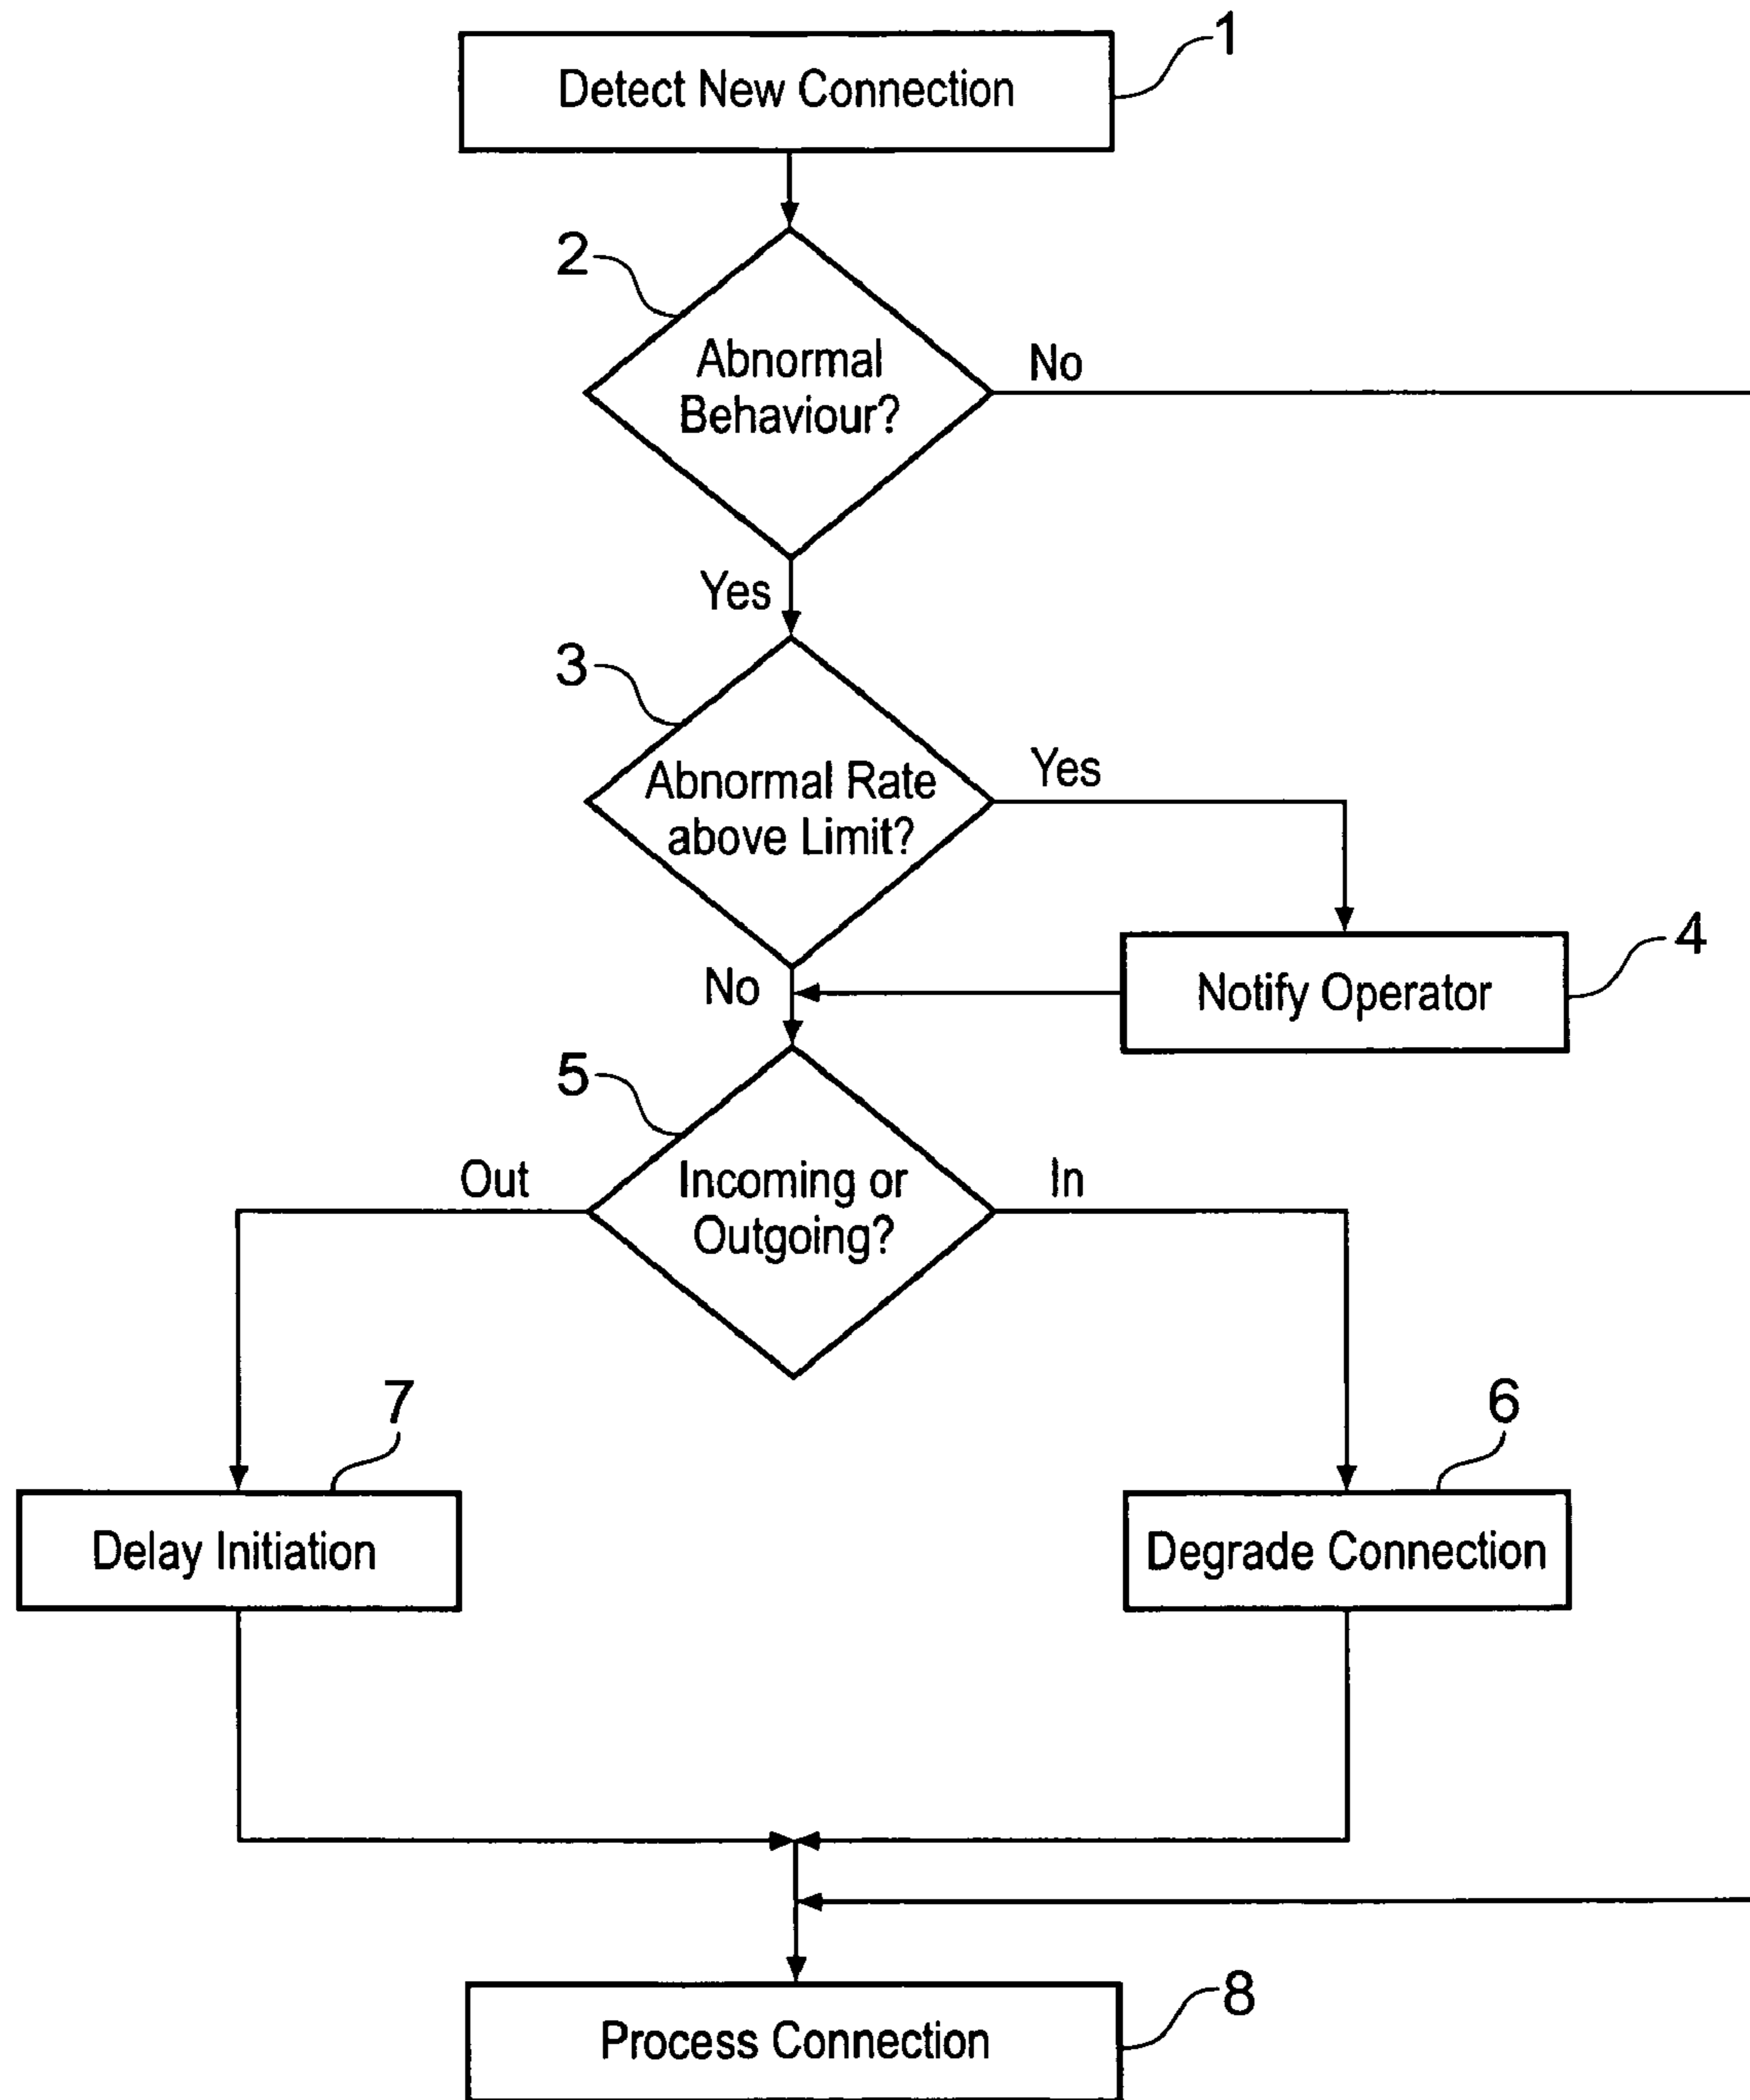 Detect New Connection
1
2
Abnormal
Behaviour?
No
Yes
3
Abnormal Rate
above Limit?
Yes
4
Notify Operator
No
5
Incoming or
Outgoing?
Out
In
7
6
Delay Initiation
Degrade Connection
8
Process Connection